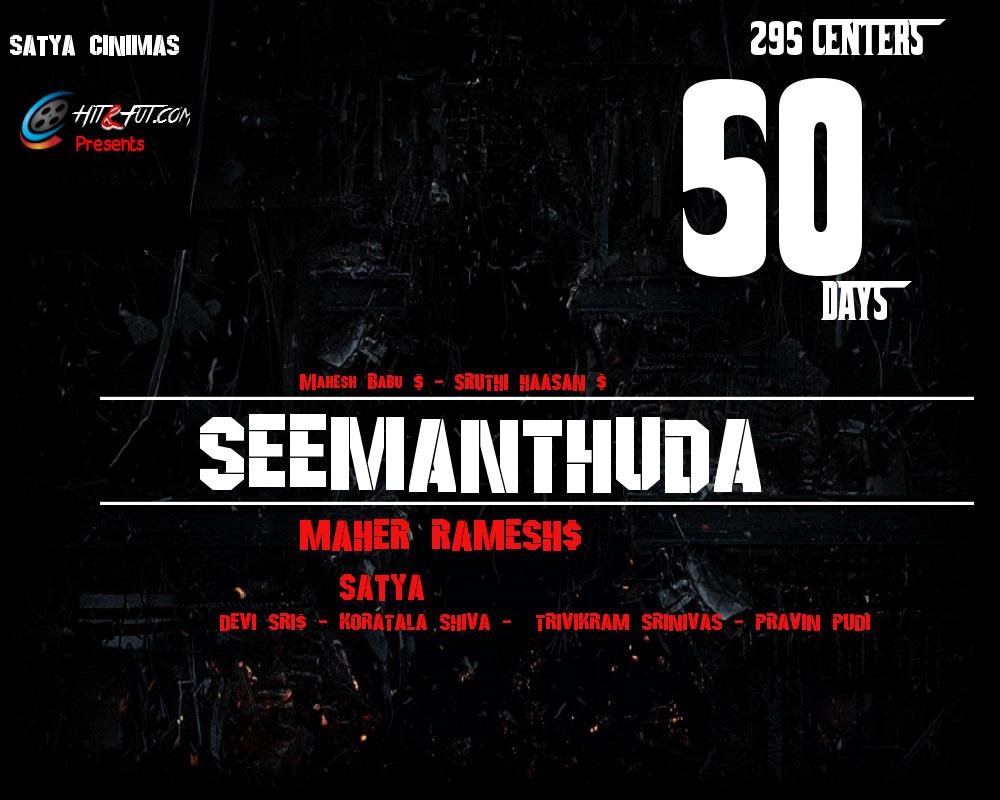 SATYA CINIMAS
295 CENTERS
HIT&FUT.COM
Presents
50
DAYS
Mahesh Babu $ - SRUTHI HAASAN $
SEEMANTHUDA
MAHER RAMESH$
SATYA
DEVI SRI$ - KORATALA SHIVA - TRIVIKRAM SRINIVAS - PRAVIN PUDI